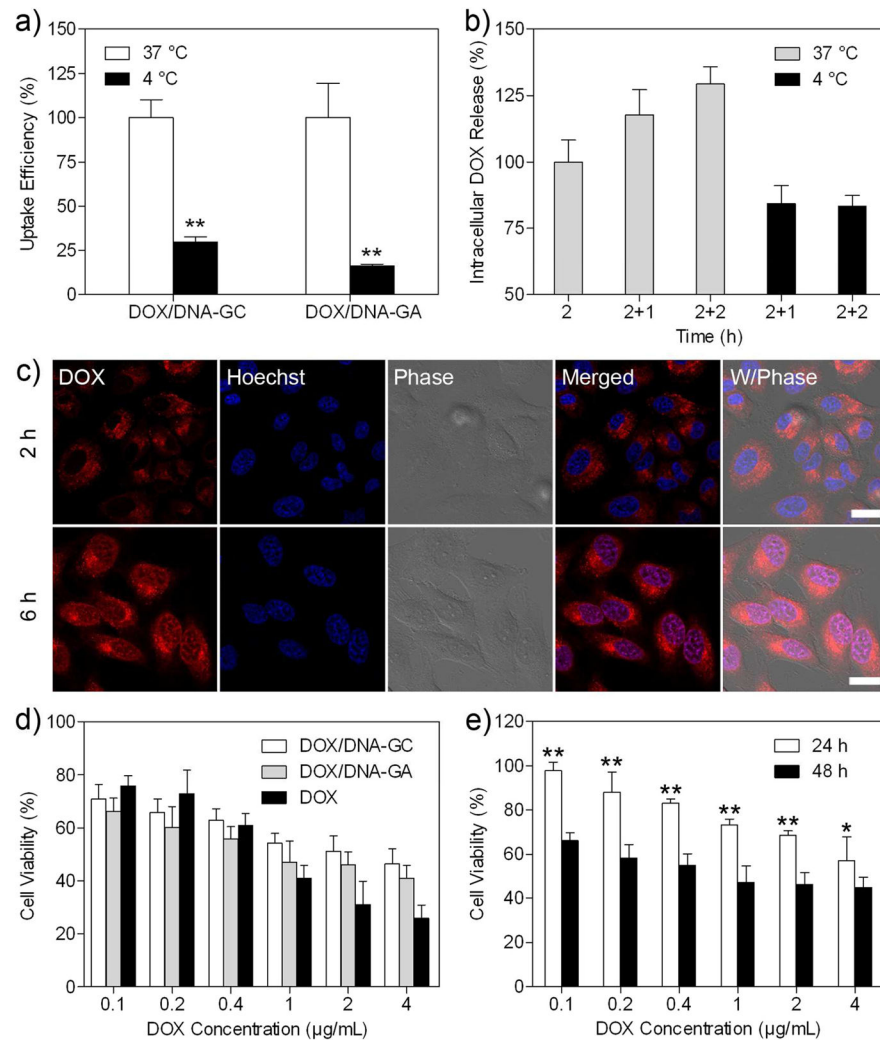 a)
150
125
100
75
50
25
0
Uptake Efficiency (%)
37 °C
4 °C
**
**
DOX/DNA-GC
DOX/DNA-GA
b)
150
125
100
75
50
Intracellular DOX Release (%)
37 °C
4 °C
2
2+1
2+2
2+1
2+2
Time (h)
c)
DOX
Hoechst
Phase
Merged
W/Phase
2 h
6 h
d)
100
80
60
40
20
0
Cell Viability (%)
DOX/DNA-GC
DOX/DNA-GA
DOX
0.1
0.2
0.4
1
2
4
DOX Concentration (µg/mL)
e)
120
100
80
60
40
20
0
Cell Viability (%)
24 h
48 h
**
**
**
**
**
*
0.1
0.2
0.4
1
2
4
DOX Concentration (µg/mL)